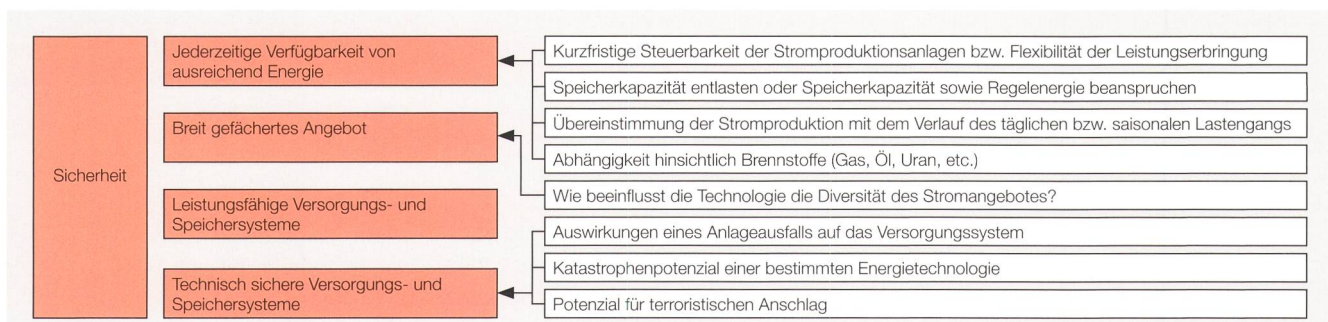 Sicherheit
Jederzeitige Verfügbarkeit von
ausreichend Energie
Breit gefächertes Angebot
Leistungsfähige Versorgungs- und
Speichersysteme
Technisch sichere Versorgungs- und
Speichersysteme
Kurzfristige Steuerbarkeit der Stromproduktionsanlagen bzw. Flexibilität der Leistungserbringung
Speicherkapazität entlasten oder Speicherkapazität sowie Regelenergie beanspruchen
Übereinstimmung der Stromproduktion mit dem Verlauf des täglichen bzw. saisonalen Lastengangs
Abhängigkeit hinsichtlich Brennstoffe (Gas, Öl, Uran, etc.)
Wie beeinflusst die Technologie die Diversität des Stromangebotes?
Auswirkungen eines Anlageausfalls auf das Versorgungssystem
Katastrophenpotenzial einer bestimmten Energietechnologie
Potenzial für terroristischen Anschlag